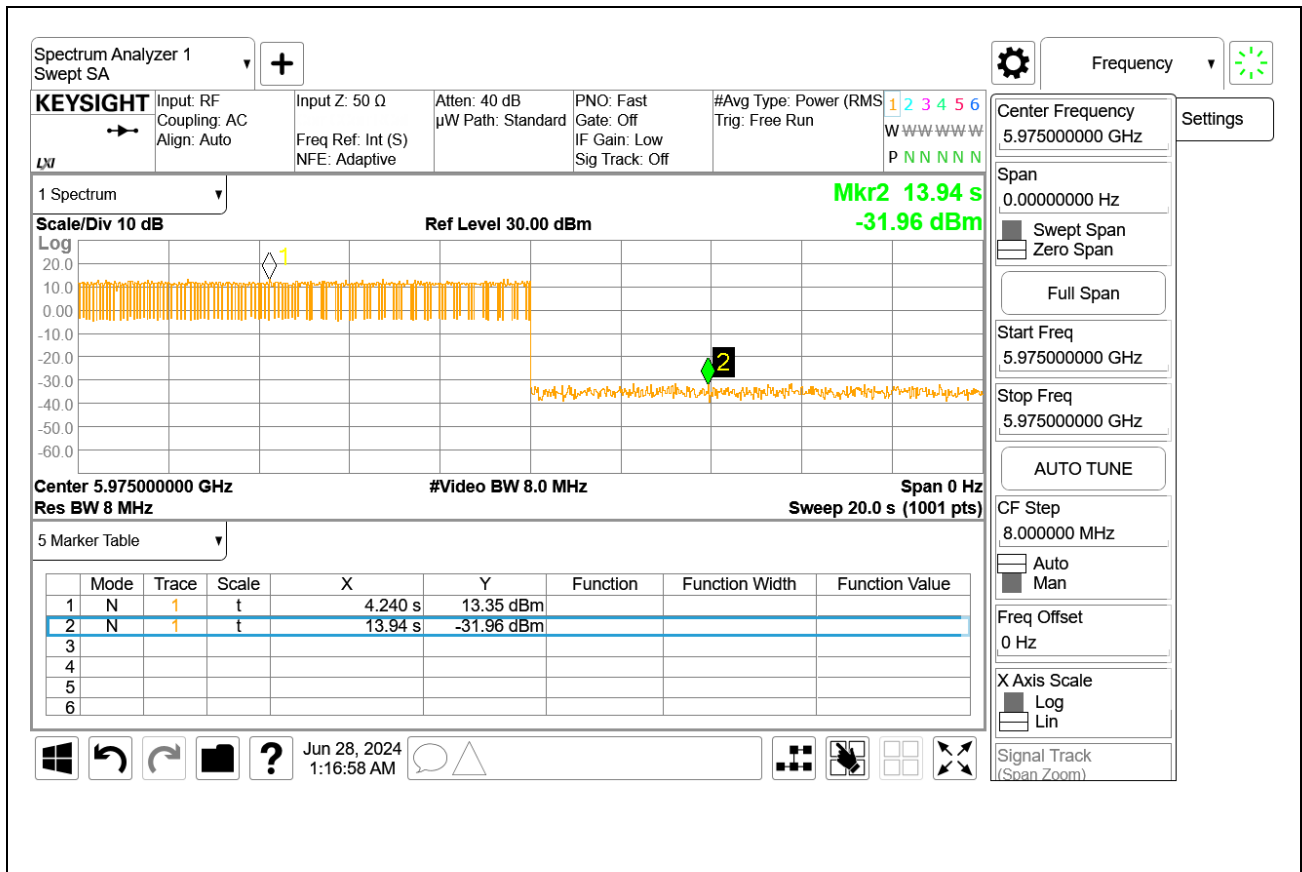 Spectrum Analyzer 1
Swept SA
Frequency
KEYSIGHT
LXI
Input: RF
Coupling: AC
Align: Auto
Input Z: 50 Ω
Freq Ref: Int (S)
NFE: Adaptive
Atten: 40 dB
µW Path: Standard
PNO: Fast
Gate: Off
IF Gain: Low
Sig Track: Off
#Avg Type: Power (RMS
Trig: Free Run
1 2 3 4 5 6
W W W W W W
P N N N N N
1 Spectrum
Mkr2 13.94 s
-31.96 dBm
Scale/Div 10 dB
Ref Level 30.00 dBm
Log
1
20.0
10.0
0.00
-10.0
-20.0
2
-30.0
-40.0
-50.0
-60.0
Center 5.975000000 GHz
#Video BW 8.0 MHz
Span 0 Hz
Res BW 8 MHz
Sweep 20.0 s (1001 pts)
5 Marker Table
Mode Trace Scale X Y Function Function Width Function Value
1 N 1 t 4.240 s 13.35 dBm
2 N 1 t 13.94 s -31.96 dBm
3
4
5
6
?
Jun 28, 2024
1:16:58 AM
Center Frequency
5.975000000 GHz
Settings
Span
0.00000000 Hz
Swept Span
Zero Span
Full Span
Start Freq
5.975000000 GHz
Stop Freq
5.975000000 GHz
AUTO TUNE
CF Step
8.000000 MHz
Auto
Man
Freq Offset
0 Hz
X Axis Scale
Log
Lin
Signal Track
(Span Zoom)